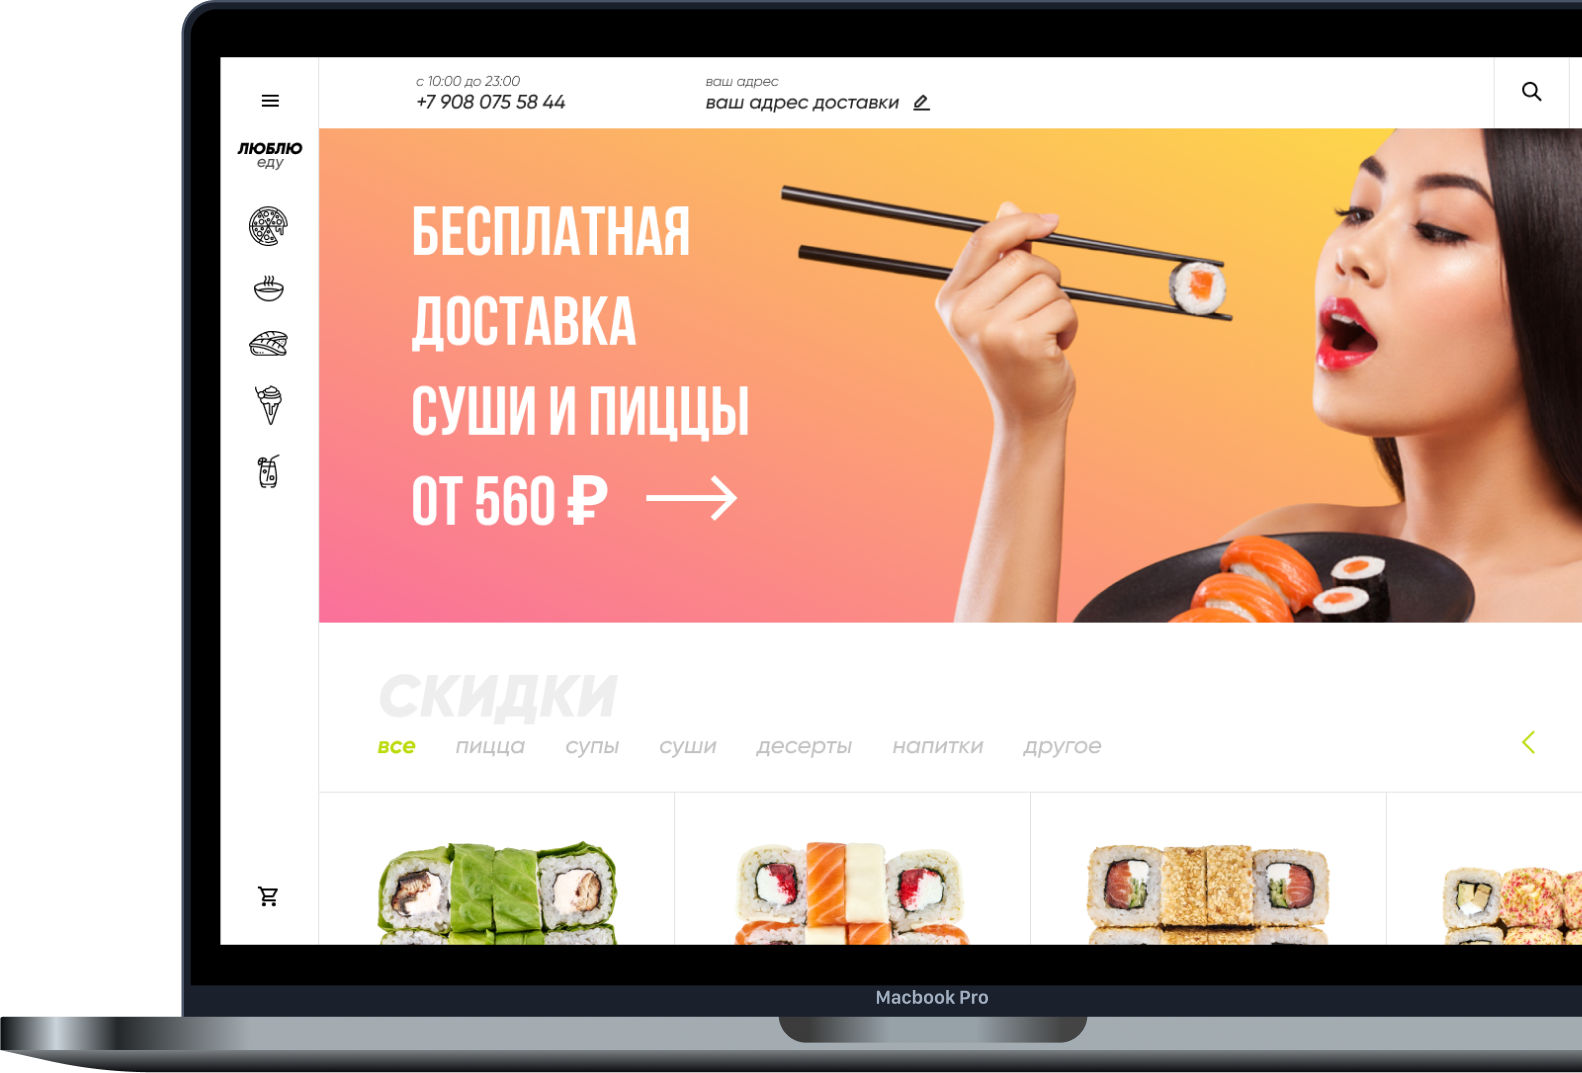 с 10:00 до 23:00
+7 908 075 58 44
ваш адрес
ваш адрес доставки
ЛЮБЛЮ
еду
БЕСПЛАТНАЯ
ДОСТАВКА
СУШИ И ПИЦЦЫ
ОТ 560 ₽
СКИДКИ
все пицца супы суши десерты напитки другое
Macbook Pro